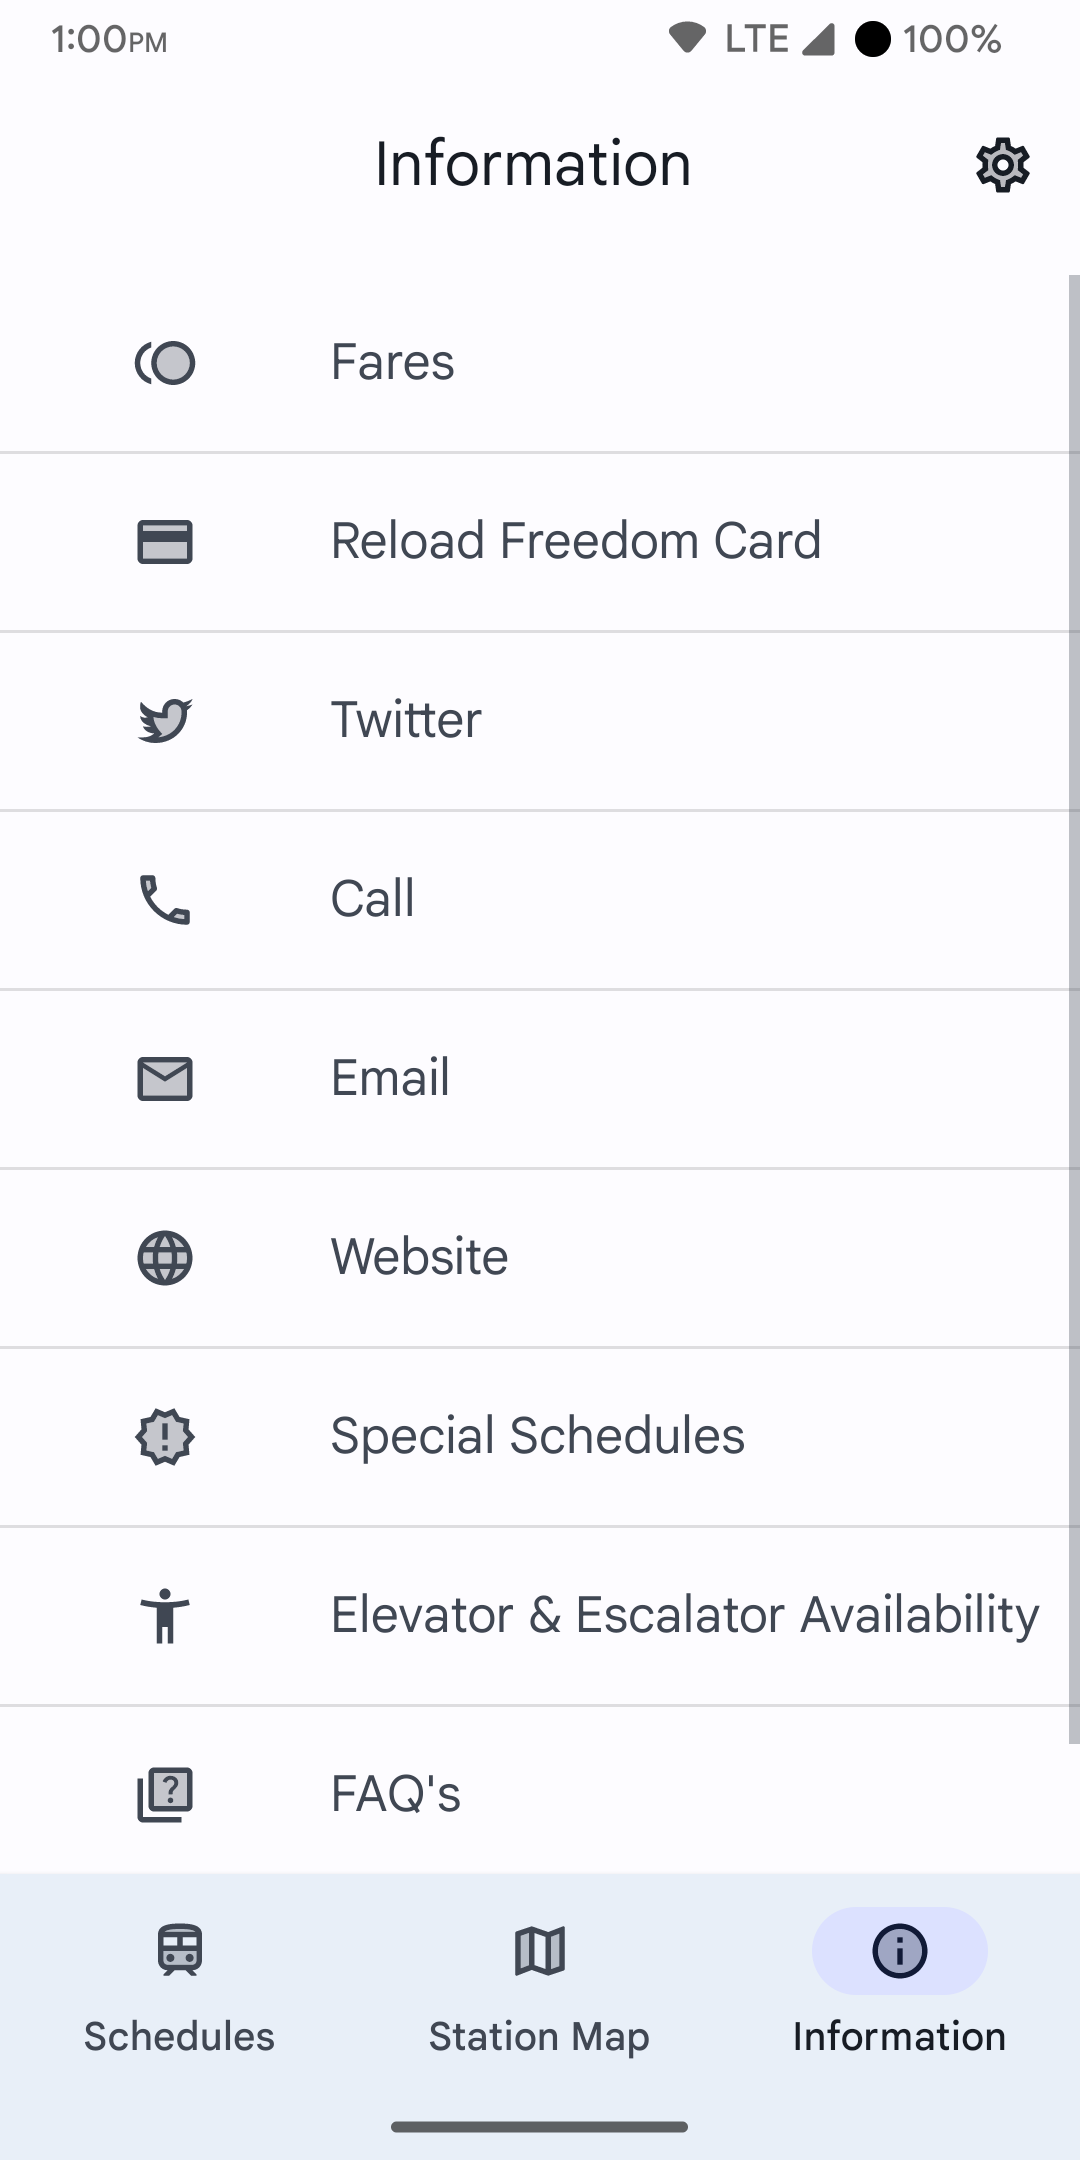 1:00PM LTE 100%
Information
Fares
Reload Freedom Card
Twitter
Call
Email
Website
Special Schedules
Elevator & Escalator Availability
FAQ's
Schedules Station Map Information